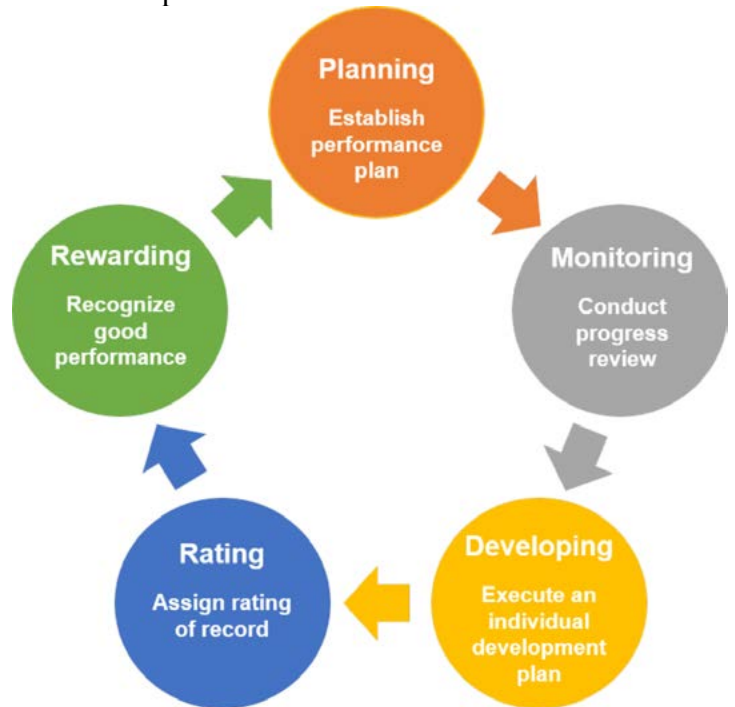 Planning
Establish
performance
plan
Monitoring
Conduct
progress
review
Developing
Execute an
individual
development
plan
Rating
Assign rating
of record
Rewarding
Recognize
good
performance